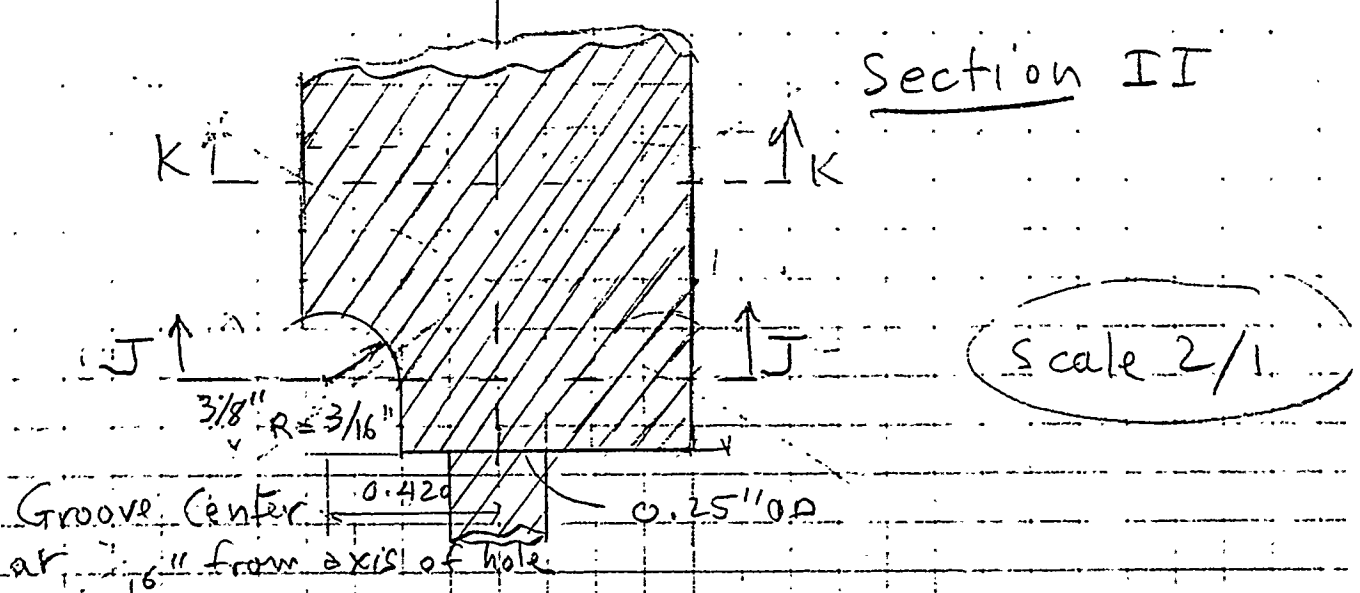 Section II
K K
J J
scale 2/1
3/8" R = 3/16"
0.420
0.25" OD
Groove Center
at 16" from axis of hole